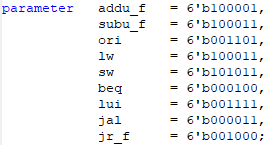 parameter addu_f = 6'b100001,
subu_f = 6'b100011,
ori = 6'b001101,
lw = 6'b100011,
sw = 6'b101011,
beq = 6'b000100,
lui = 6'b001111,
jal = 6'b000011,
jr_f = 6'b001000;